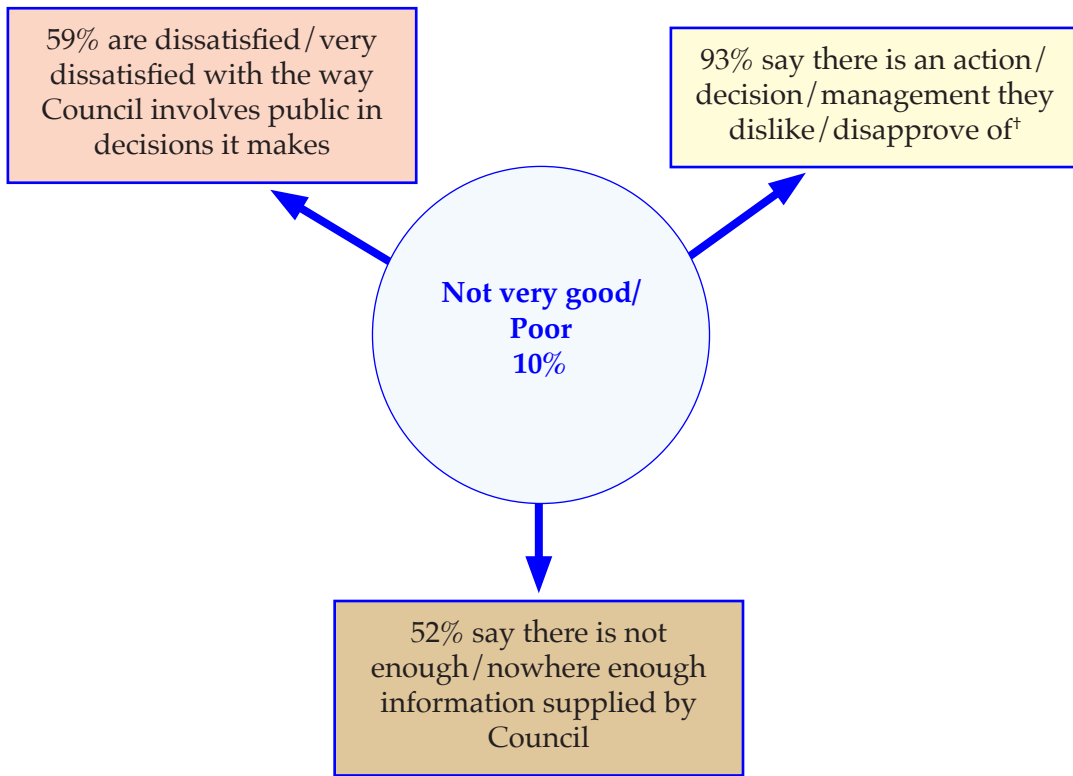 59% are dissatisfied/very
dissatisfied with the way
Council involves public in
decisions it makes
93% say there is an action/
decision/management they
dislike/disapprove of†
Not very good/
Poor
10%
52% say there is not
enough/nowhere enough
information supplied by
Council